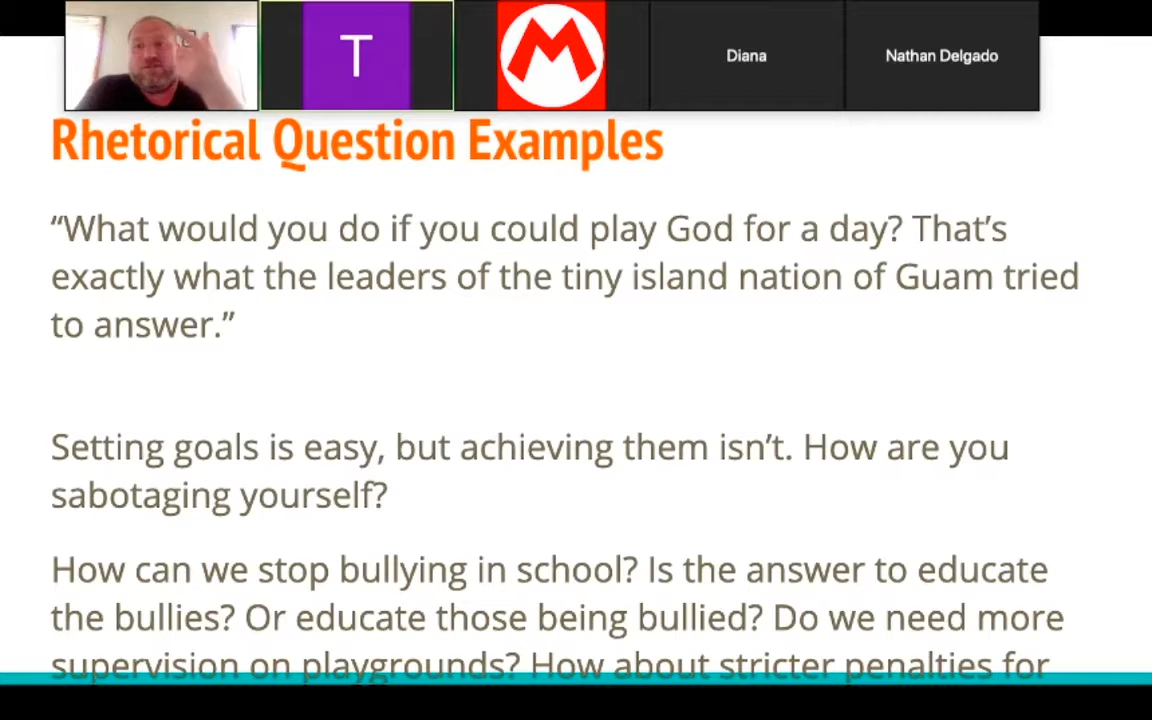 T
M
Diana
Nathan Delgado
Rhetorical Question Examples
“What would you do if you could play God for a day? That’s
exactly what the leaders of the tiny island nation of Guam tried
to answer.”
Setting goals is easy, but achieving them isn’t. How are you
sabotaging yourself?
How can we stop bullying in school? Is the answer to educate
the bullies? Or educate those being bullied? Do we need more
supervision on playgrounds? How about stricter penalties for